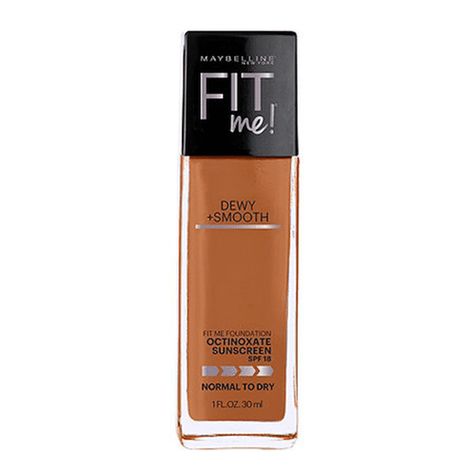 MAYBELLINE
NEW YORK
FIT
me!
DEWY
+SMOOTH
FIT ME FOUNDATION
OCTINOXATE
SUNSCREEN
SPF 18
NORMAL TO DRY
1 FL.OZ. 30 ml